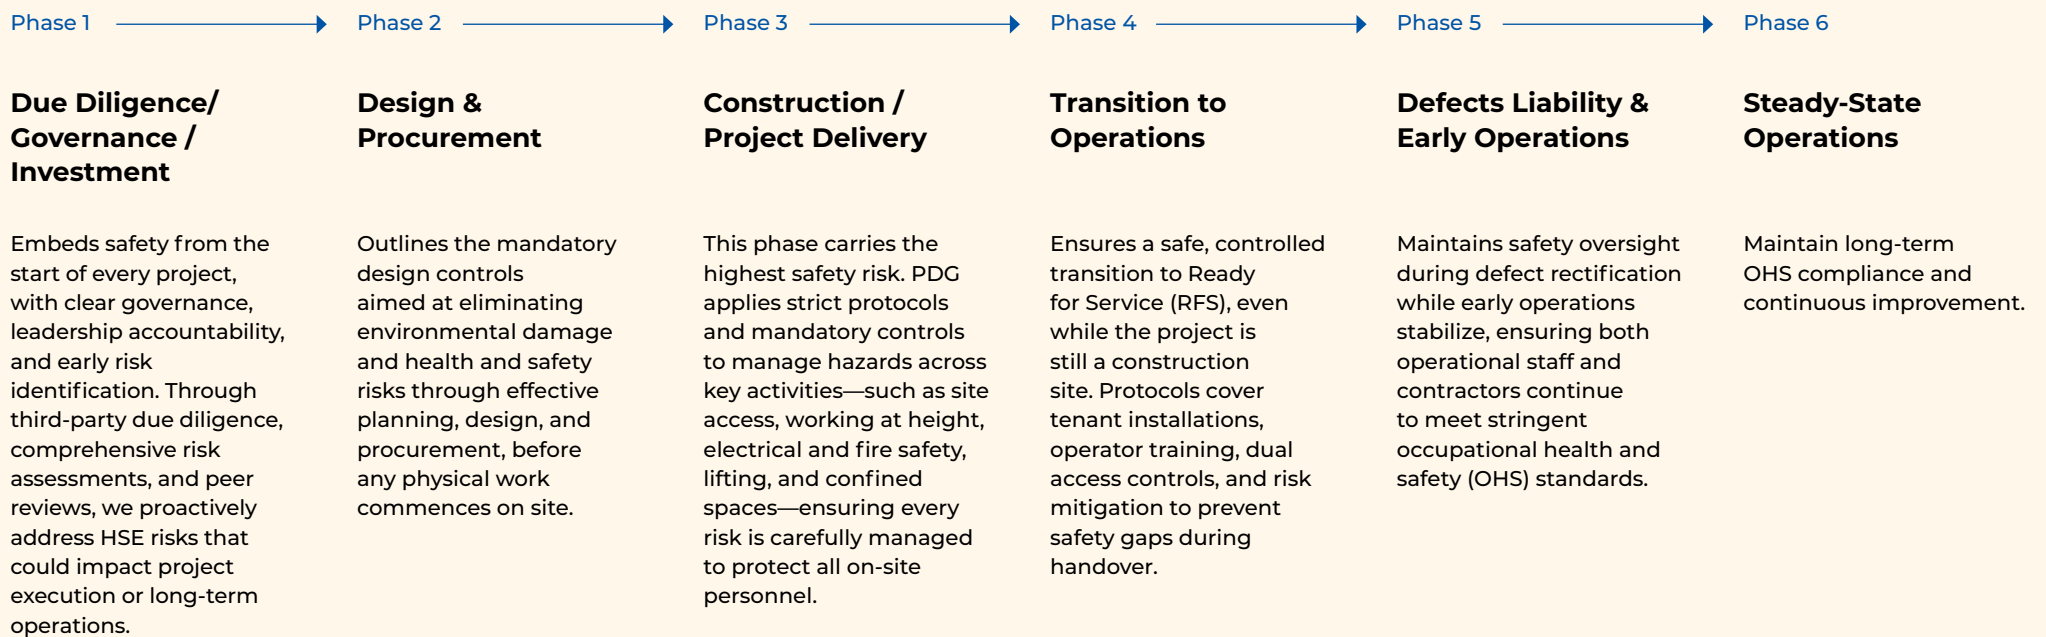 Phase 1
Due Diligence/
Governance /
Investment
Embeds safety from the
start of every project,
with clear governance,
leadership accountability,
and early risk
identification. Through
third-party due diligence,
comprehensive risk
assessments, and peer
reviews, we proactively
address HSE risks that
could impact project
execution or long-term
operations.
Phase 2
Design &
Procurement
Outlines the mandatory
design controls
aimed at eliminating
environmental damage
and health and safety
risks through effective
planning, design, and
procurement, before
any physical work
commences on site.
Phase 3
Construction /
Project Delivery
This phase carries the
highest safety risk. PDG
applies strict protocols
and mandatory controls
to manage hazards across
key activities—such as site
access, working at height,
electrical and fire safety,
lifting, and confined
spaces—ensuring every
risk is carefully managed
to protect all on-site
personnel.
Phase 4
Transition to
Operations
Ensures a safe, controlled
transition to Ready
for Service (RFS), even
while the project is
still a construction
site. Protocols cover
tenant installations,
operator training, dual
access controls, and risk
mitigation to prevent
safety gaps during
handover.
Phase 5
Defects Liability &
Early Operations
Maintains safety oversight
during defect rectification
while early operations
stabilize, ensuring both
operational staff and
contractors continue
to meet stringent
occupational health and
safety (OHS) standards.
Phase 6
Steady-State
Operations
Maintain long-term
OHS compliance and
continuous improvement.